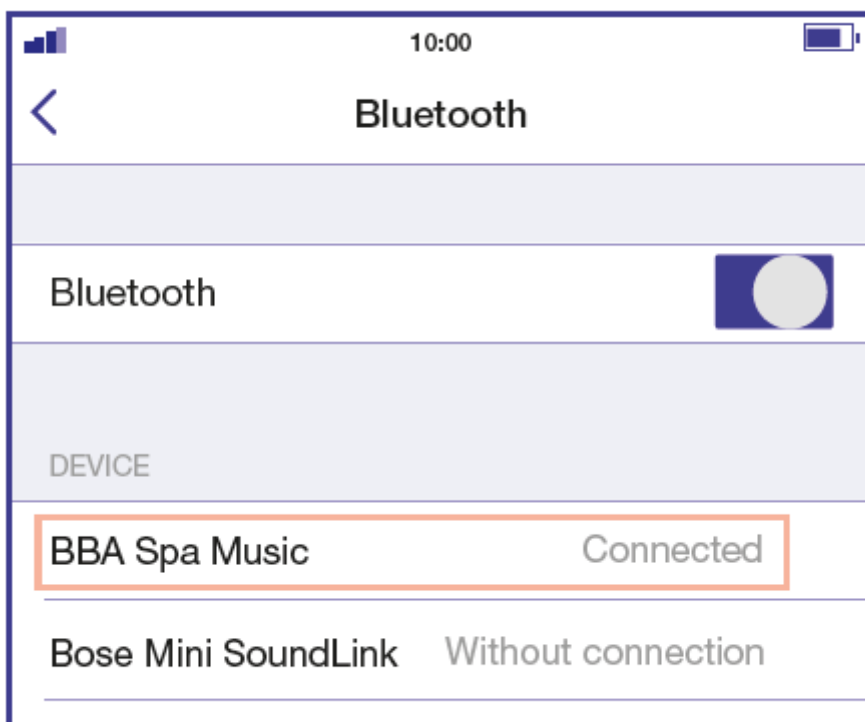 10:00
Bluetooth
Bluetooth
DEVICE
BBA Spa Music Connected
Bose Mini SoundLink Without connection